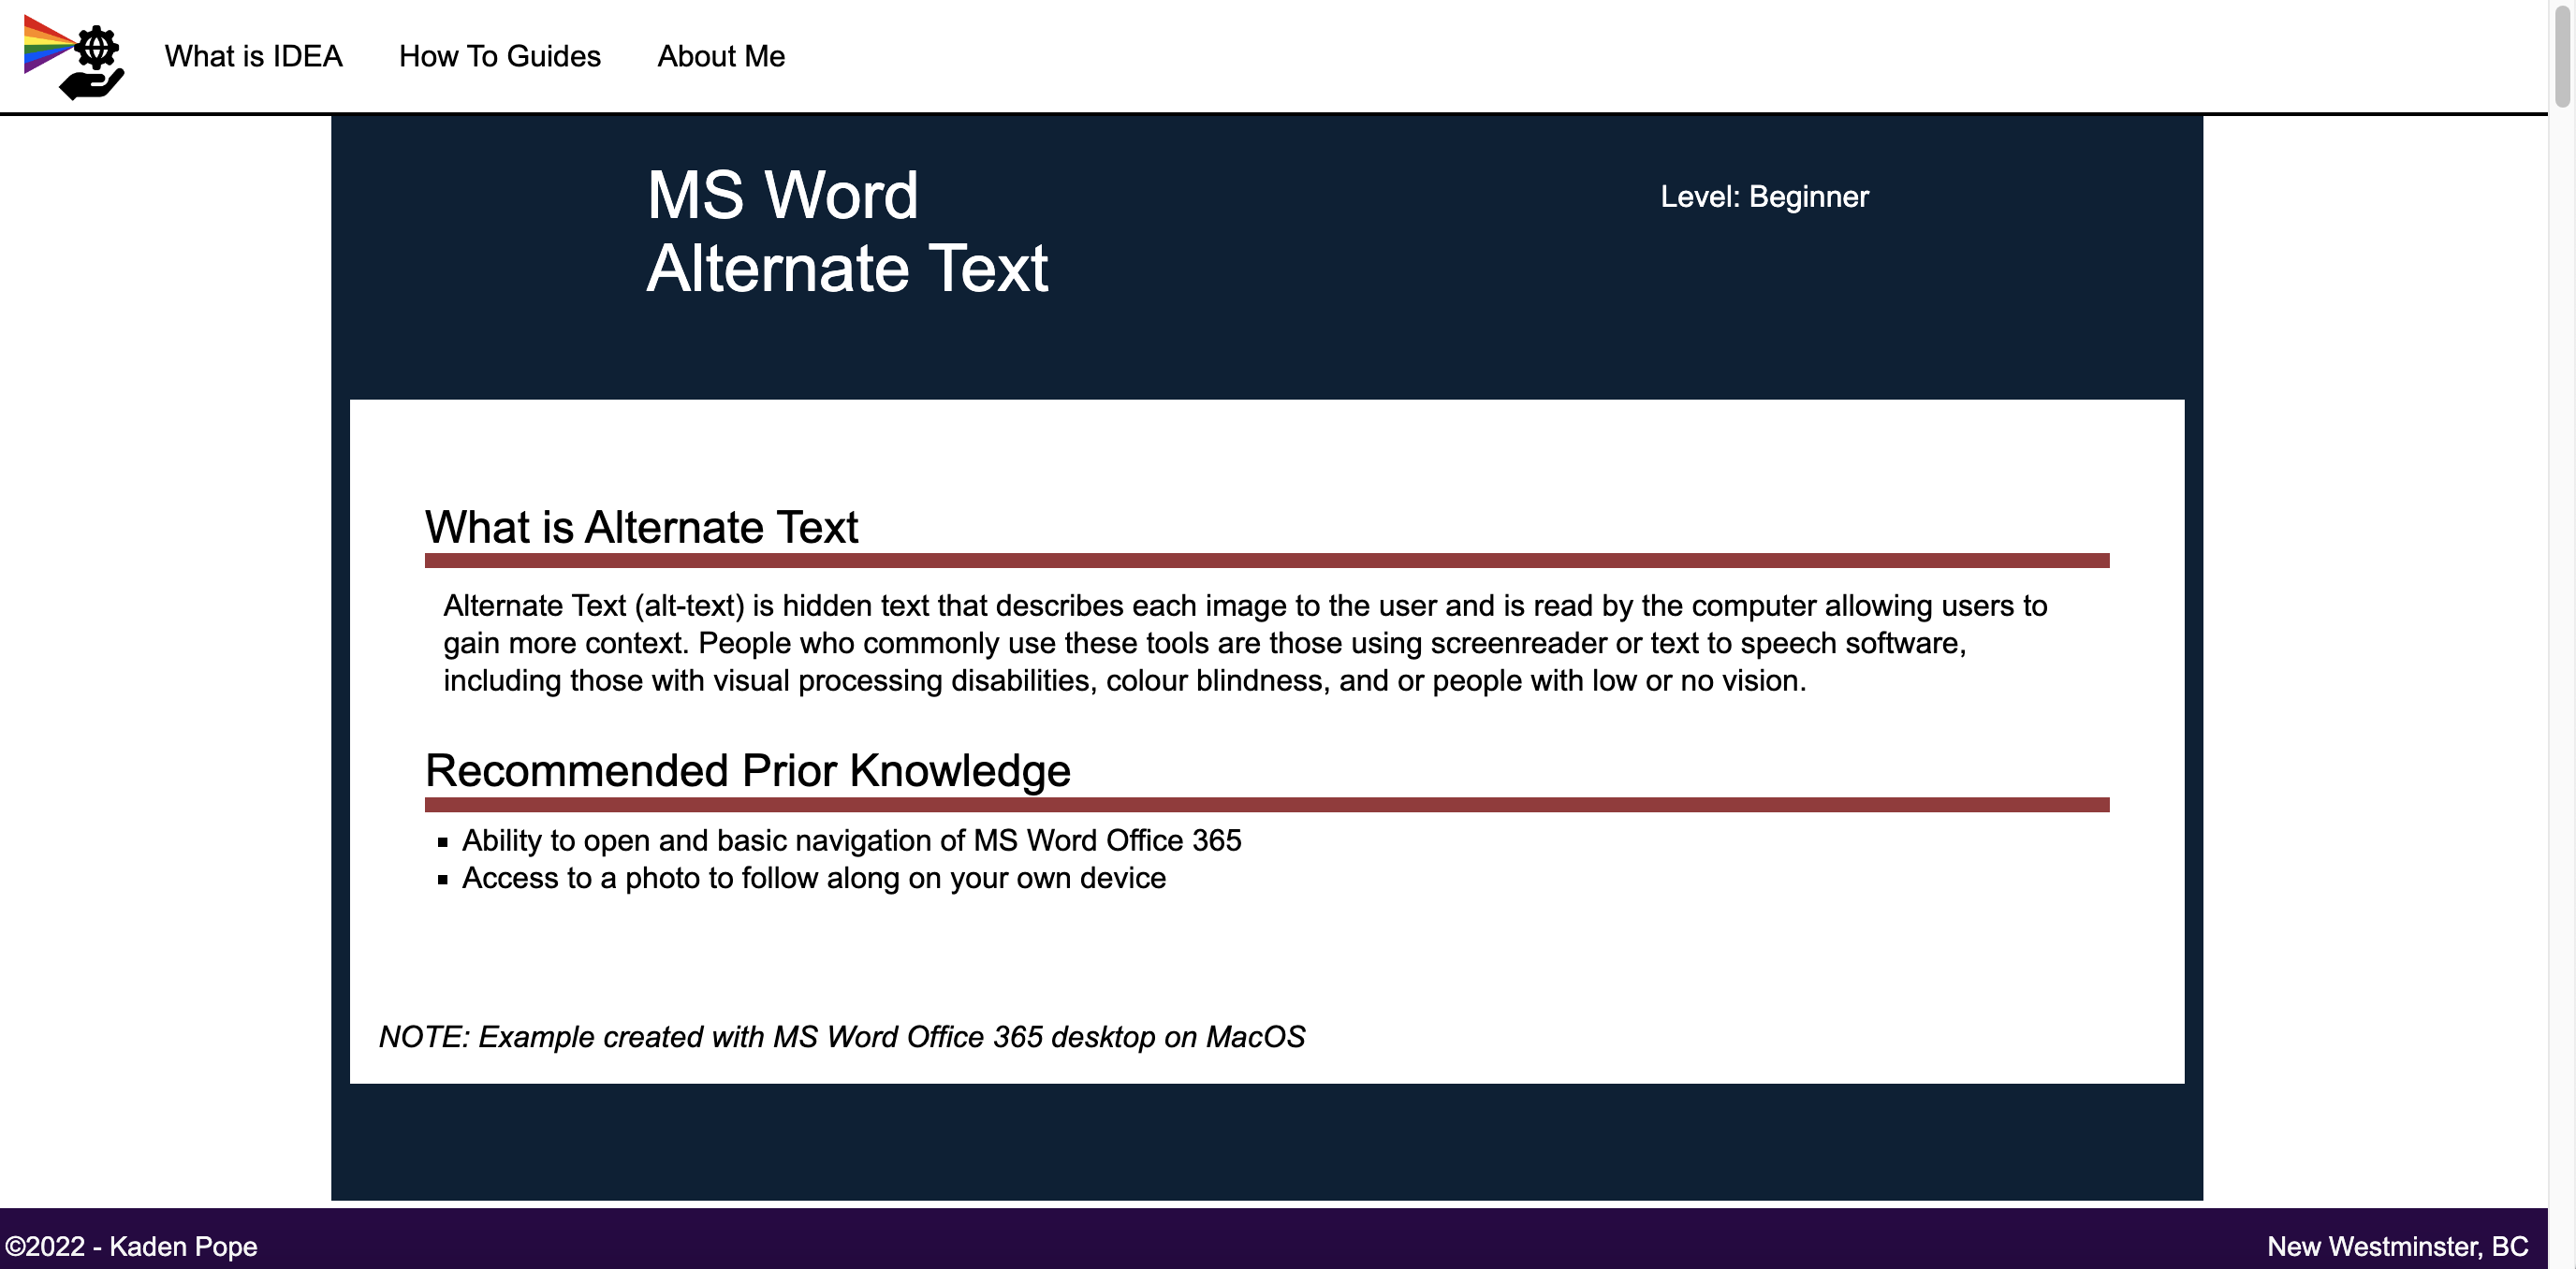 What is IDEA How To Guides About Me
MS Word
Alternate Text
Level: Beginner
What is Alternate Text
Alternate Text (alt-text) is hidden text that describes each image to the user and is read by the computer allowing users to
gain more context. People who commonly use these tools are those using screenreader or text to speech software,
including those with visual processing disabilities, colour blindness, and or people with low or no vision.
Recommended Prior Knowledge
▪ Ability to open and basic navigation of MS Word Office 365
▪ Access to a photo to follow along on your own device
NOTE: Example created with MS Word Office 365 desktop on MacOS
©2022 - Kaden Pope
New Westminster, BC